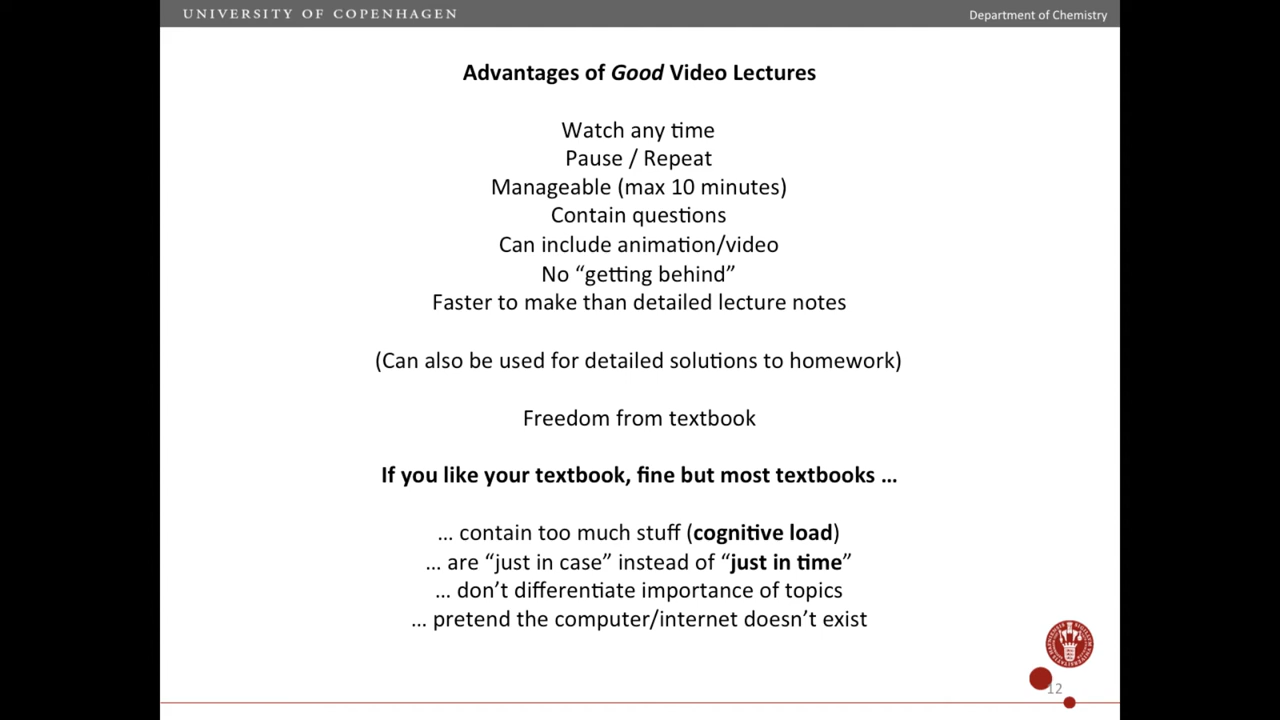 UNIVERSITY OF COPENHAGEN
Department of Chemistry
Advantages of Good Video Lectures
Watch any time
Pause / Repeat
Manageable (max 10 minutes)
Contain questions
Can include animation/video
No “getting behind”
Faster to make than detailed lecture notes
(Can also be used for detailed solutions to homework)
Freedom from textbook
If you like your textbook, fine but most textbooks …
… contain too much stuff (cognitive load)
… are “just in case” instead of “just in time”
… don’t differentiate importance of topics
… pretend the computer/internet doesn’t exist
12